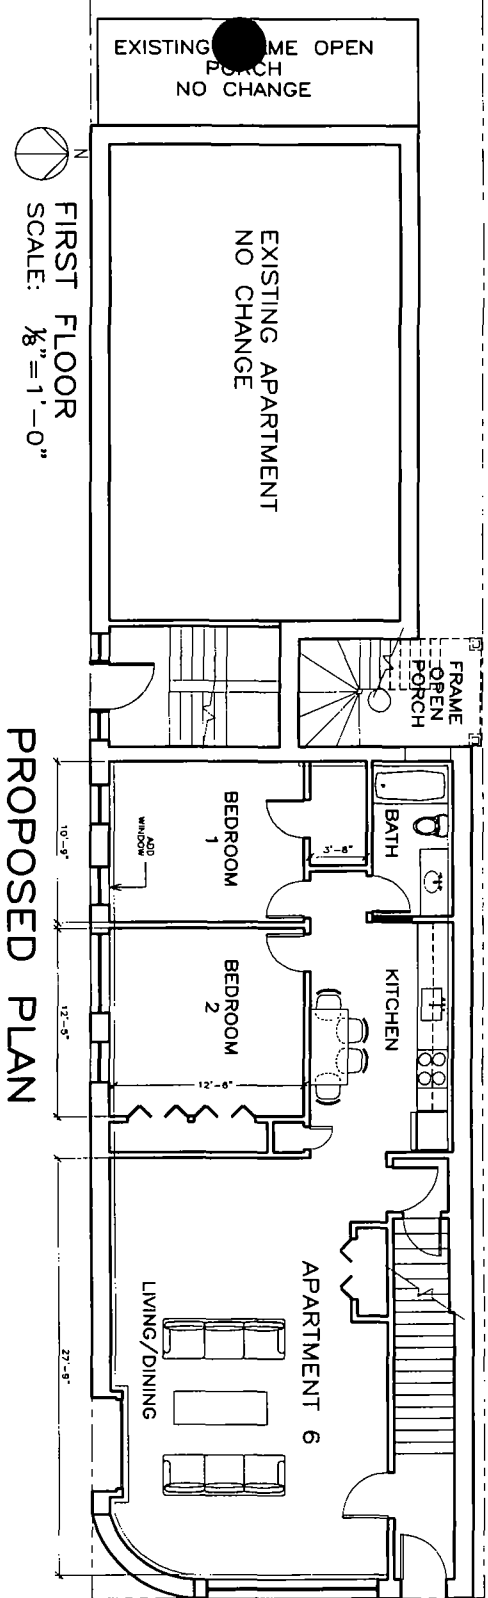 EXISTING ME OPEN
PORCH
NO CHANGE
N
FIRST FLOOR
SCALE: ⅛"=1'-0"
EXISTING APARTMENT
NO CHANGE
FRAME
OPEN
PORCH
PROPOSED PLAN
BEDROOM
1
ADD
WINDOW
3'-8"
BATH
10'-9"
BEDROOM
2
KITCHEN
12'-6"
12'-6"
APARTMENT 6
LIVING/DINING
27'-9"